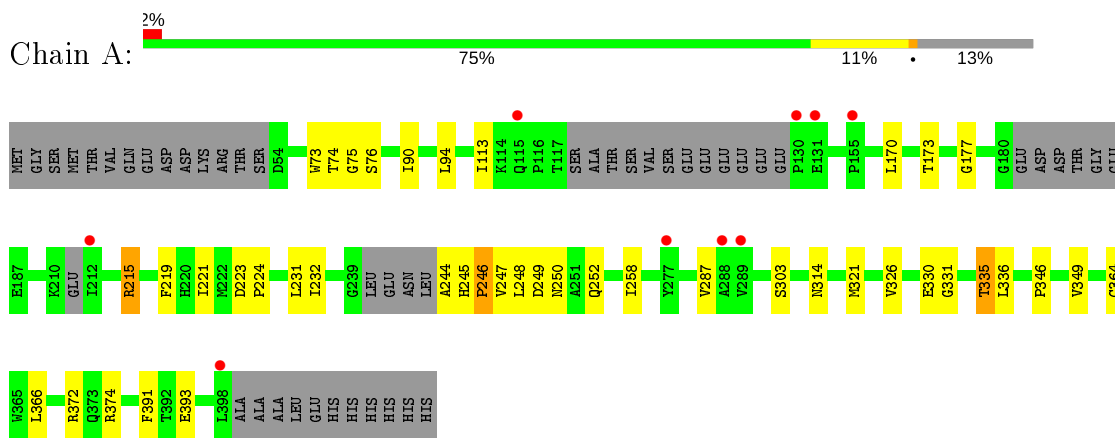 2%
Chain A:
75% 11% • 13%
MET GLY SER MET THR VAL GLN GLU ASP ASP LYS ARG THR SER D54 W73 T74 G75 S76 I90 L94 I113 K114 Q115 P116 T117 SER ALA THR SER VAL SER GLU GLU GLU GLU GLU GLU P130 E131 P155 L170 T173 G177 G180 GLU ASP ASP THR GLY GLU
E187 K210 GLU I212 R215 F219 H220 I221 M222 D223 P224 L231 I232 G239 LEU GLU ASN LEU A244 H245 P246 V247 L248 D249 N250 A251 Q252 I258 Y277 V287 A288 V289 S303 N314 M321 V326 E330 G331 T335 L336 P346 V349 G364
W365 L366 R372 Q373 R374 F391 T392 E393 L398 ALA ALA ALA LEU GLU HIS HIS HIS HIS HIS HIS